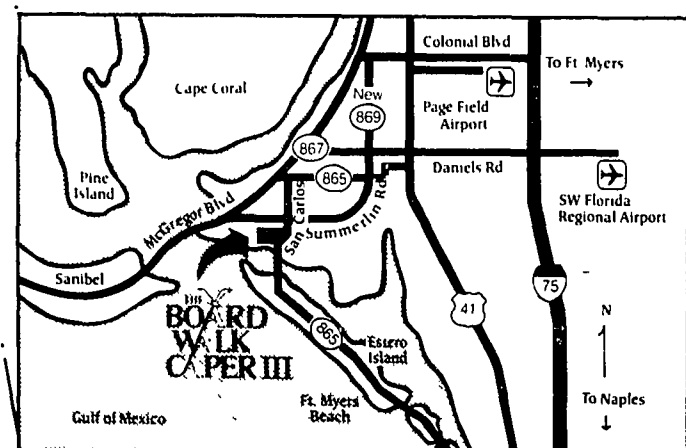 Colonial Blvd
To Ft Myers
Cape Coral
New
869
Page Field
Airport
867
Daniels Rd
Pine
Island
865
SW Florida
Regional Airport
McGregor Blvd
San Carlos
Summerlin Rd
Sanibel
75
41
N
THE
BOARD
WALK
CAPER III
865
Estero
Island
Ft. Myers
Beach
To Naples
Gulf of Mexico